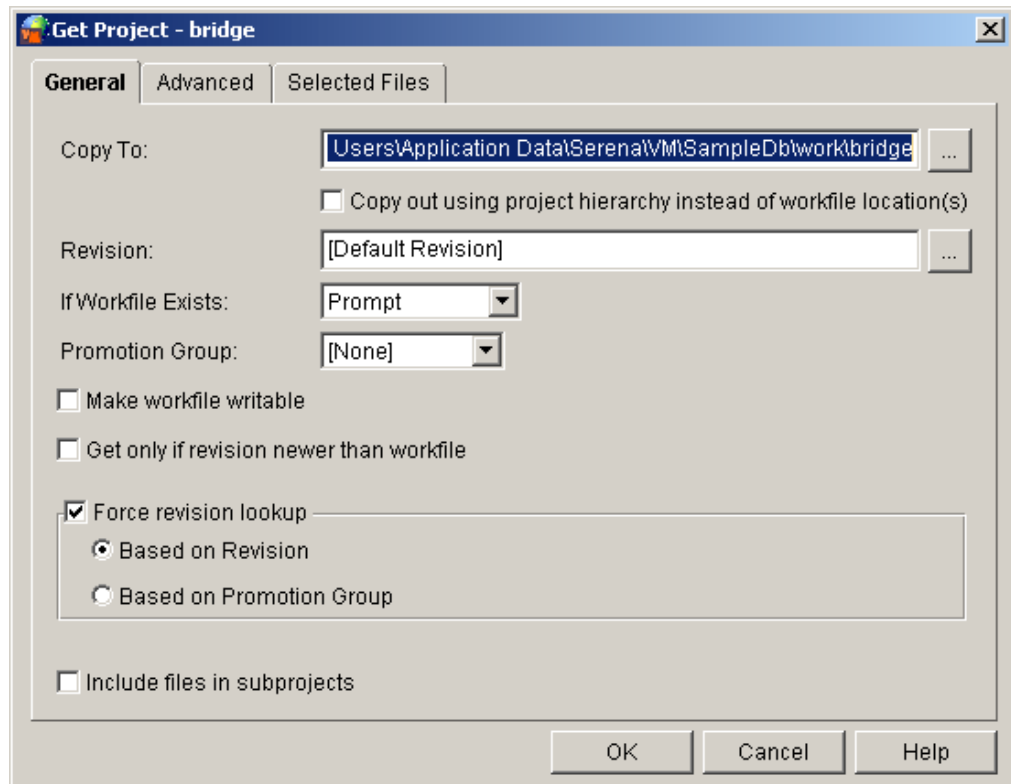 Get Project - bridge
General Advanced Selected Files
Copy To: Users\Application Data\Serena\VM\SampleDb\work\bridge ...
Copy out using project hierarchy instead of workfile location(s)
Revision: [Default Revision] ...
If Workfile Exists: Prompt
Promotion Group: [None]
Make workfile writable
Get only if revision newer than workfile
Force revision lookup
Based on Revision
Based on Promotion Group
Include files in subprojects
OK Cancel Help